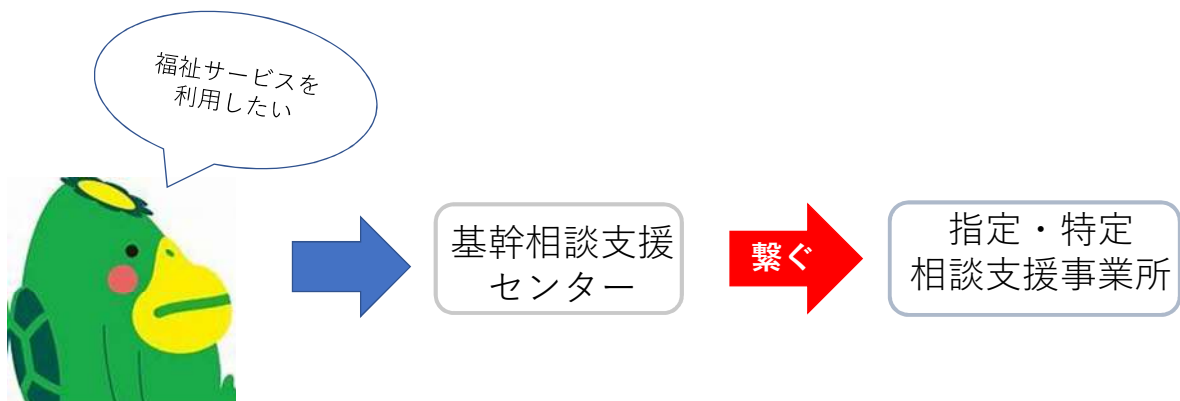 福祉サービスを
利用したい
基幹相談支援
センター
繋ぐ
指定・特定
相談支援事業所